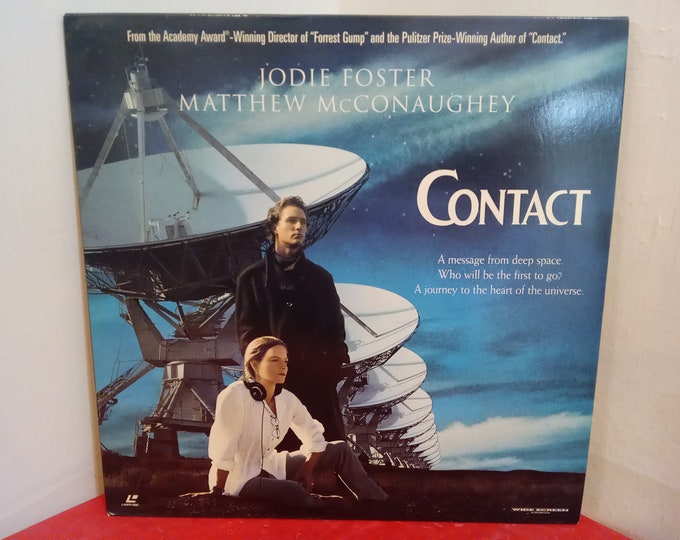 From the Academy Award®-Winning Director of "Forrest Gump" and the Pulitzer Prize-Winning Author of "Contact."
JODIE FOSTER
MATTHEW McCONAUGHEY
CONTACT
A message from deep space.
Who will be the first to go?
A journey to the heart of the universe.
LASER DISC
WIDE SCREEN